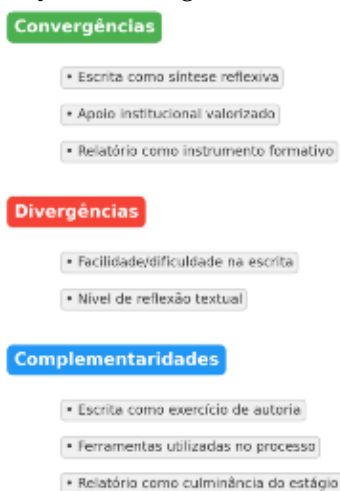 Convergências
• Escrita como síntese reflexiva
• Apoio institucional valorizado
• Relatório como instrumento formativo
Divergências
• Facilidade/dificuldade na escrita
• Nível de reflexão textual
Complementaridades
• Escrita como exercício de autoria
• Ferramentas utilizadas no processo
• Relatório como culminância do estágio